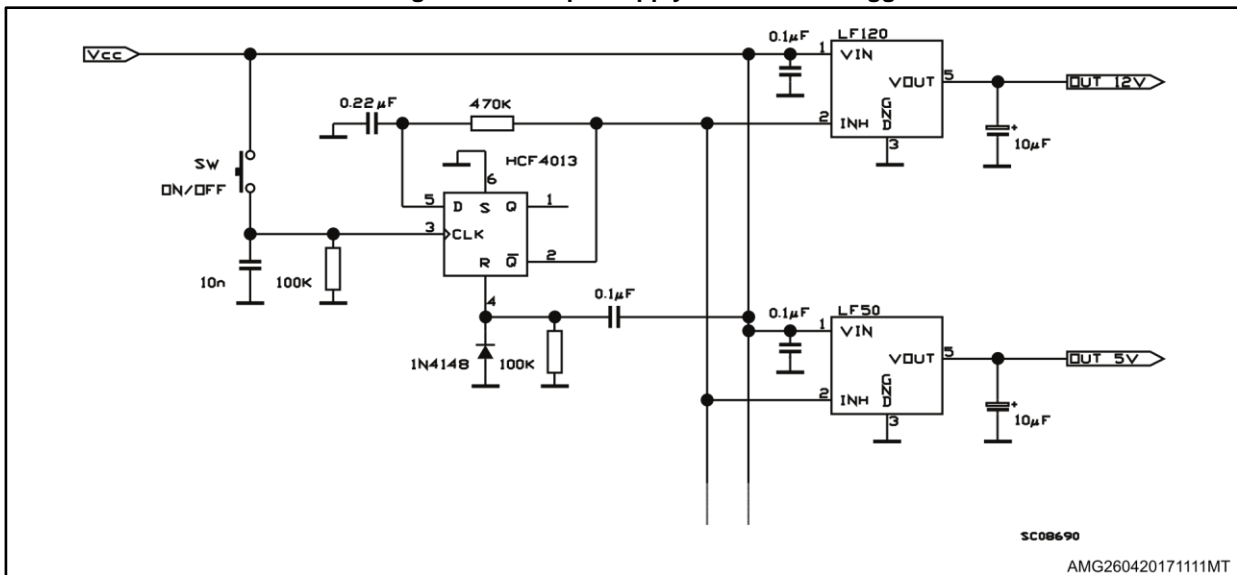 Vcc
0.1μF
LF120
1
VIN
VOUT
5
OUT 12V
0.22μF
470K
2
INH
GND
3
+
10μF
SW
ON/OFF
HCF4013
6
5
D
S
Q
1
3
CLK
R
Q̅
2
10n
100K
4
0.1μF
1N4148
100K
0.1μF
LF50
1
VIN
VOUT
5
OUT 5V
2
INH
GND
3
+
10μF
SC08690
AMG260420171111MT